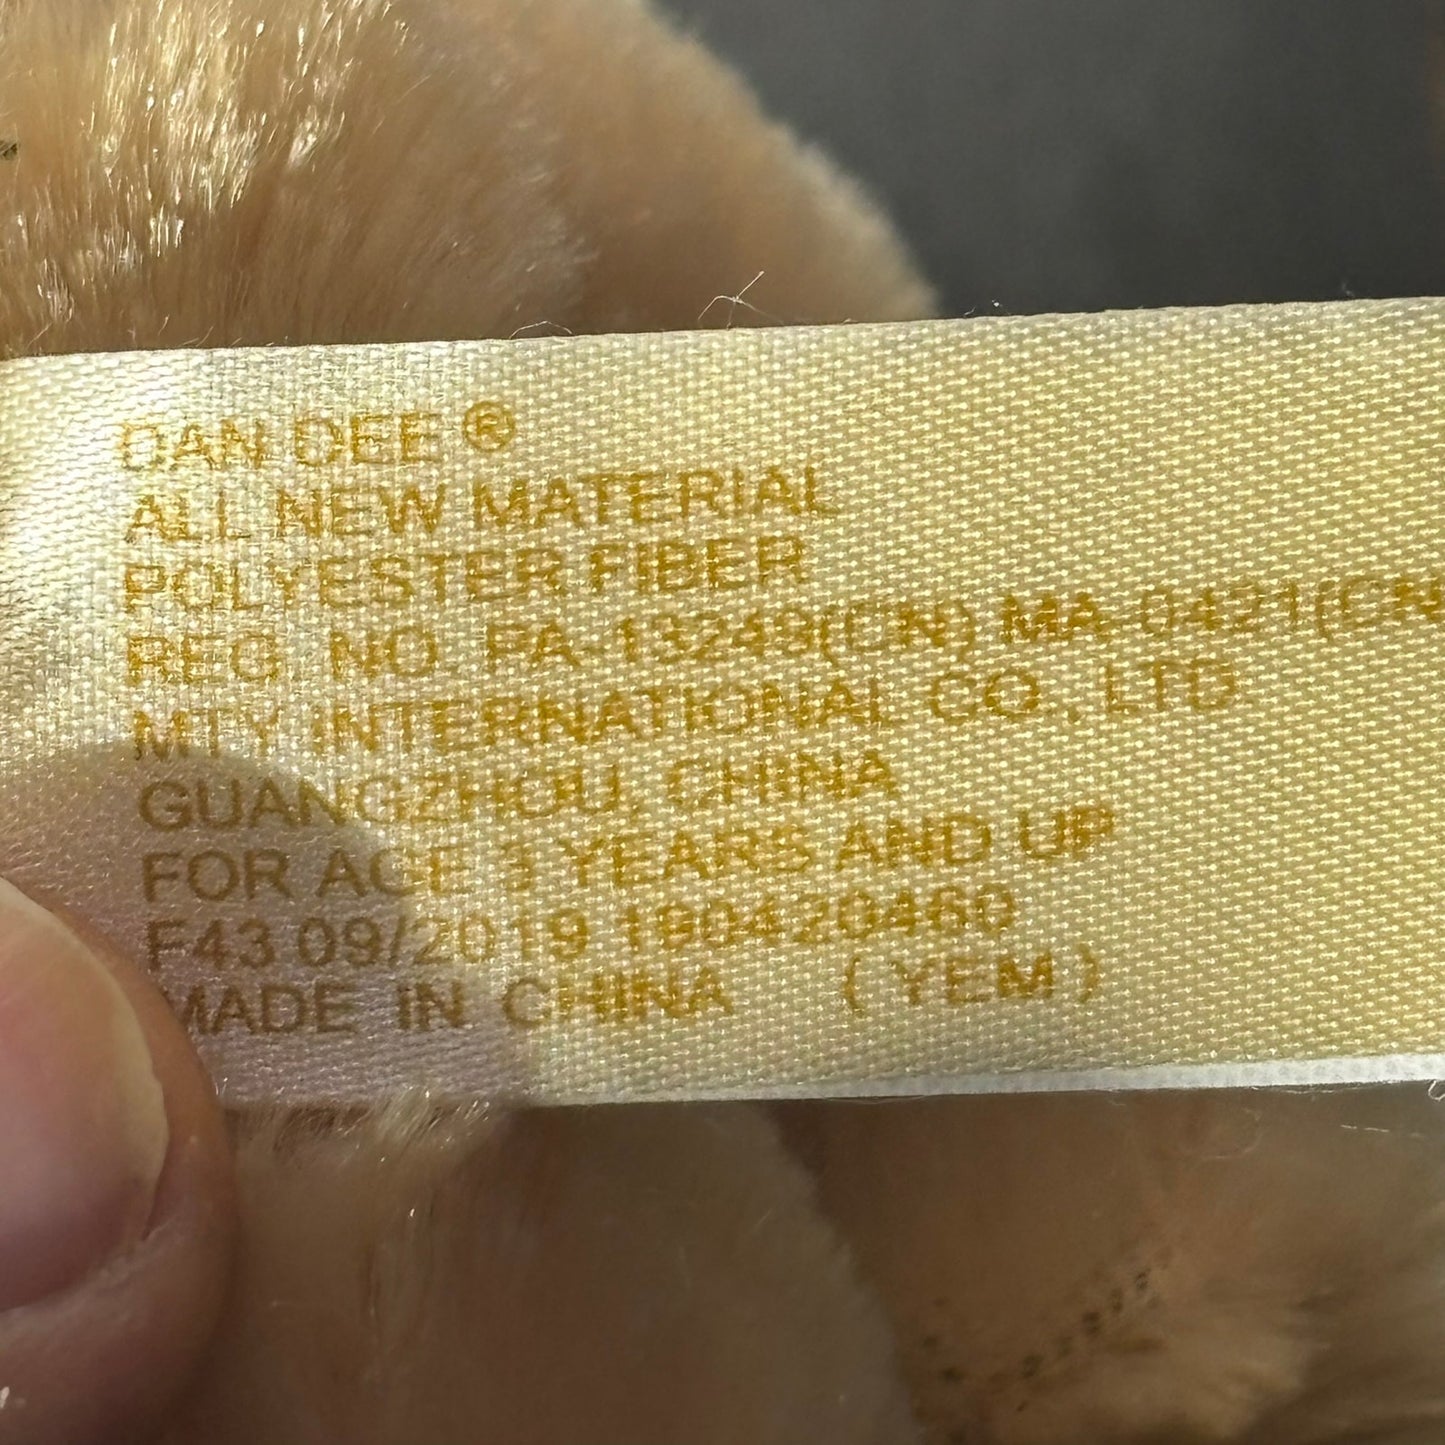 DAN DEE ®
ALL NEW MATERIAL
POLYESTER FIBER
REG. NO. PA-13249(CN) MA-0421(CN
MTY INTERNATIONAL CO., LTD.
GUANGZHOU, CHINA
FOR AGE 3 YEARS AND UP
F43 09/2019 190420460
MADE IN CHINA (YEM)